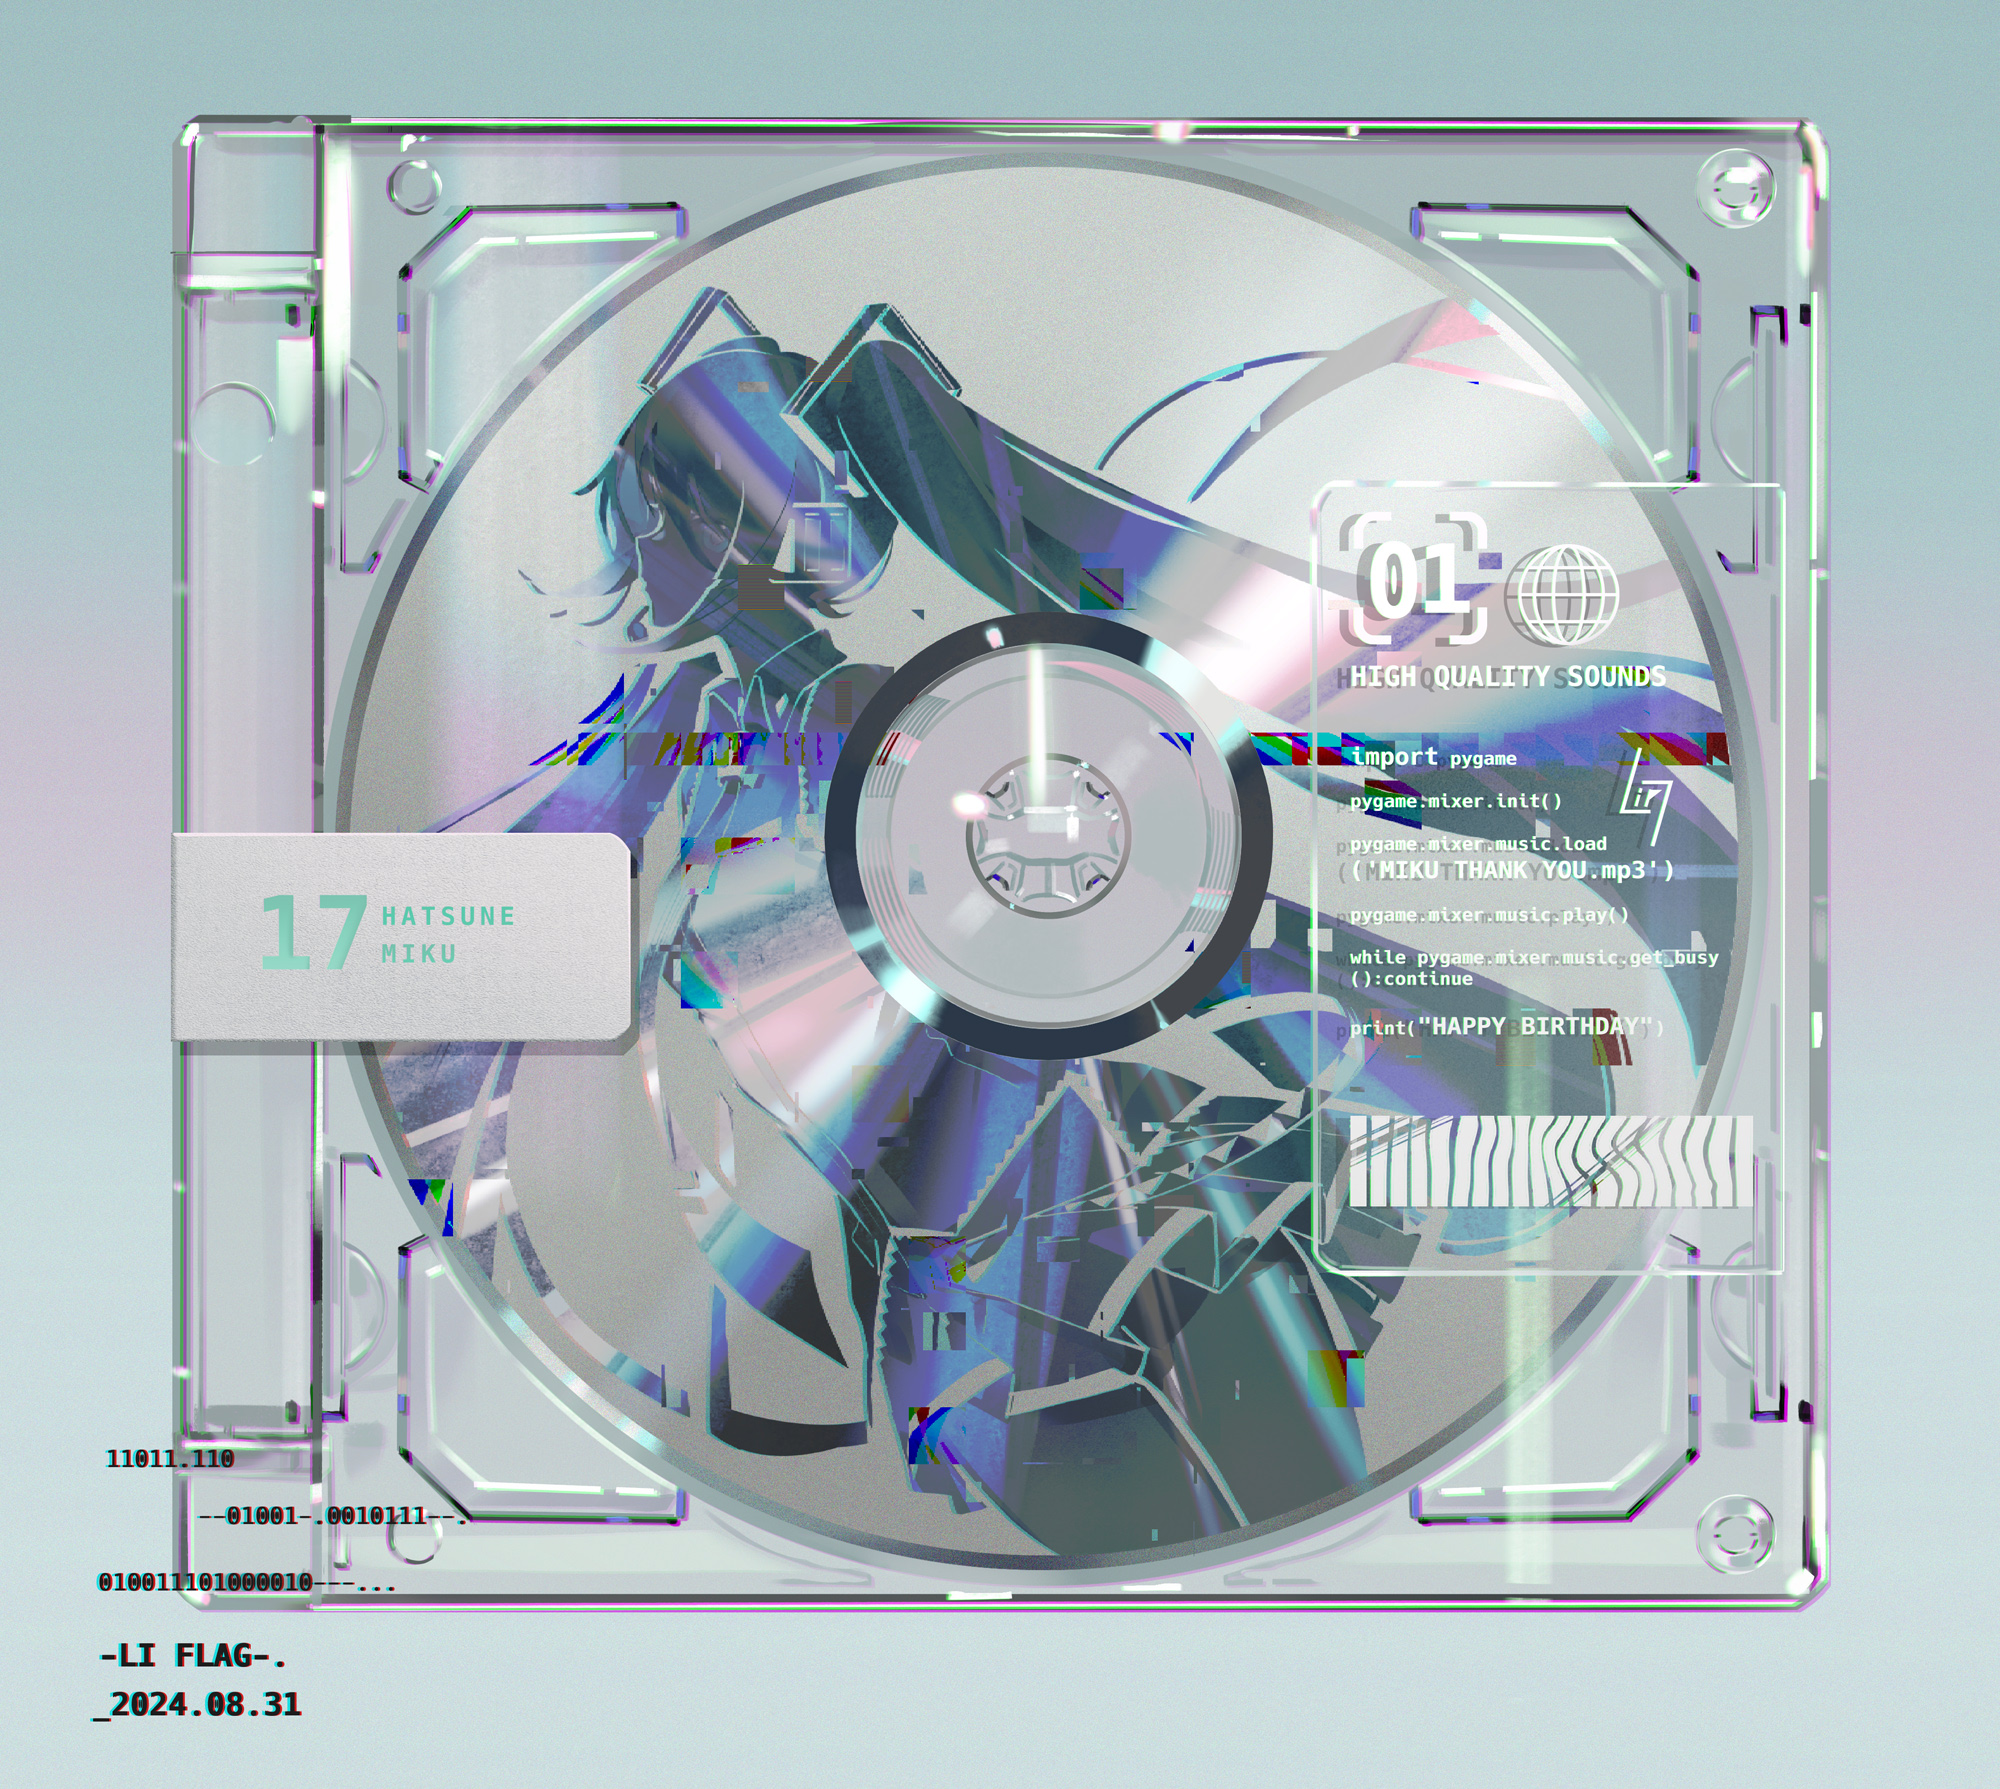 01
HIGH QUALITY SOUNDS
import pygame
pygame.mixer.init()
pygame.mixer.music.load
('MIKU THANK YOU.mp3')
pygame.mixer.music.play()
while pygame.mixer.music.get_busy
():continue
print("HAPPY BIRTHDAY")
17 HATSUNE
MIKU
11011.110
--01001-.0010111--.
010011101000010---...
-LI FLAG-.
_2024.08.31